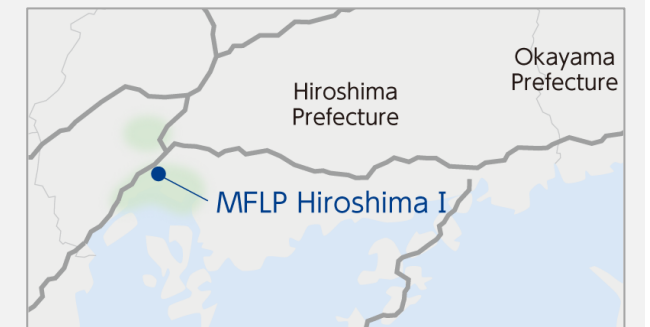 Okayama
Prefecture
Hiroshima
Prefecture
MFLP Hiroshima I